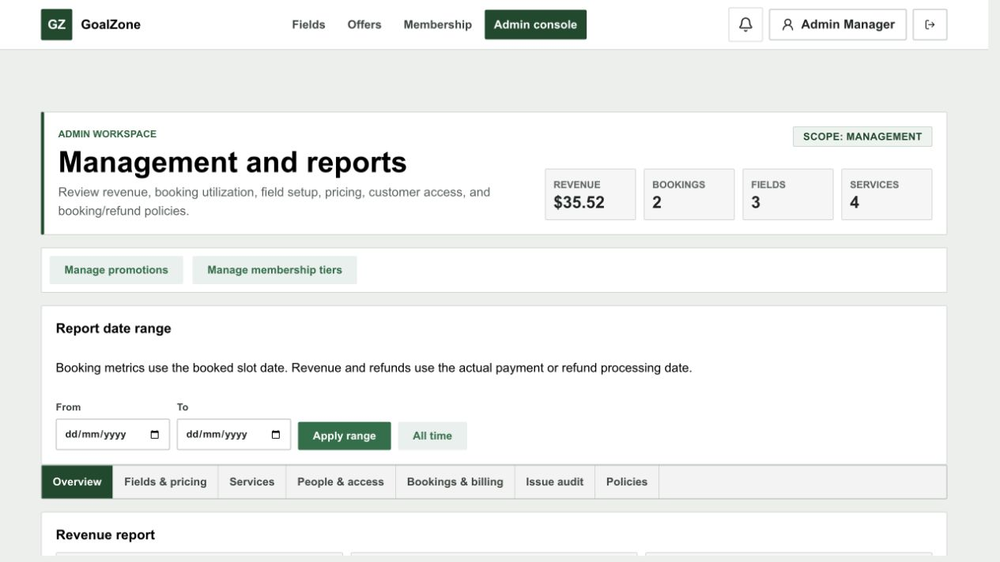 GZ GoalZone Fields Offers Membership Admin console Admin Manager
ADMIN WORKSPACE
SCOPE: MANAGEMENT
Management and reports
Review revenue, booking utilization, field setup, pricing, customer access, and
booking/refund policies.
REVENUE BOOKINGS FIELDS SERVICES
$35.52 2 3 4
Manage promotions Manage membership tiers
Report date range
Booking metrics use the booked slot date. Revenue and refunds use the actual payment or refund processing date.
From To
dd/mm/yyyy dd/mm/yyyy Apply range All time
Overview Fields & pricing Services People & access Bookings & billing Issue audit Policies
Revenue report